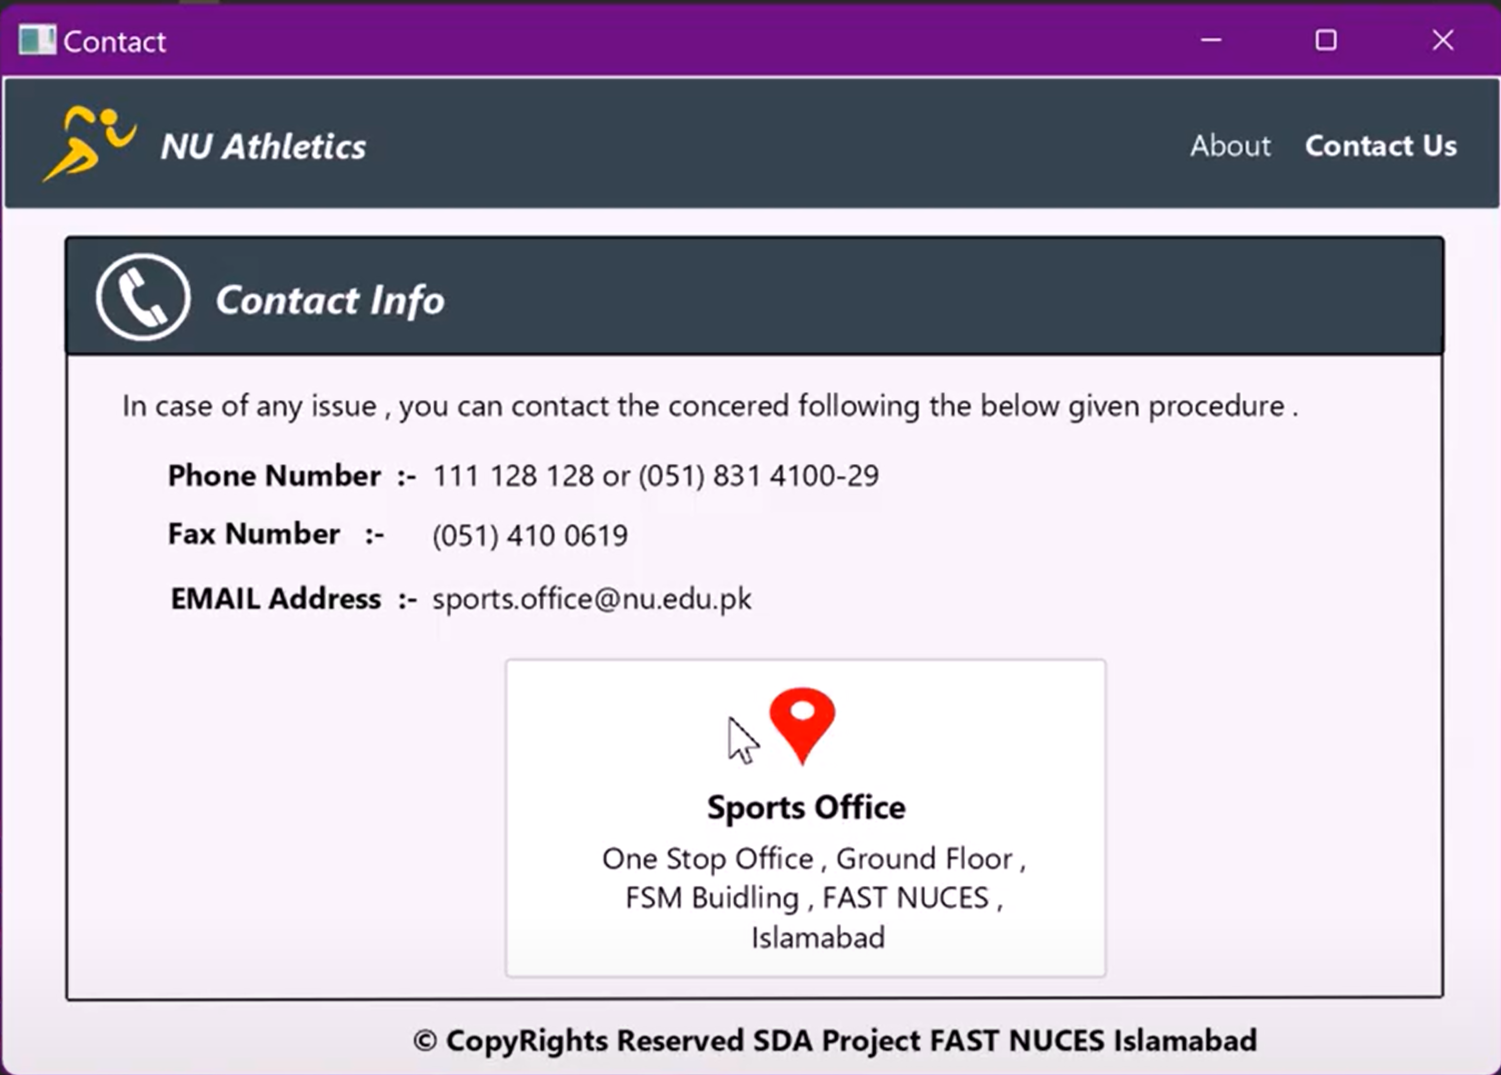 Contact
NU Athletics
About
Contact Us
Contact Info
In case of any issue , you can contact the concered following the below given procedure .
Phone Number :- 111 128 128 or (051) 831 4100-29
Fax Number :- (051) 410 0619
EMAIL Address :- sports.office@nu.edu.pk
Sports Office
One Stop Office , Ground Floor ,
FSM Buidling , FAST NUCES ,
Islamabad
© CopyRights Reserved SDA Project FAST NUCES Islamabad